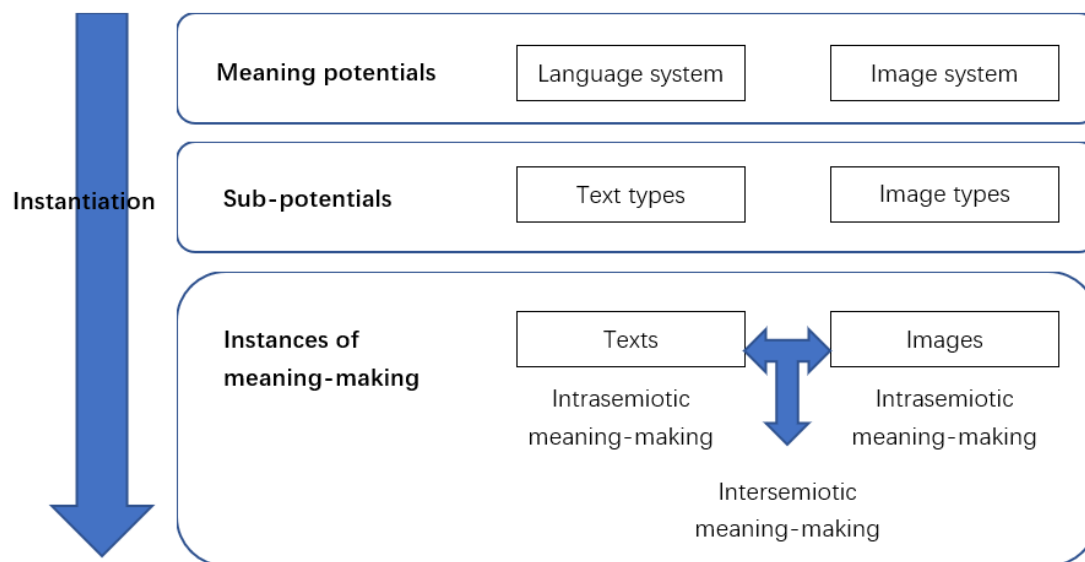 Meaning potentials
Language system
Image system
Instantiation
Sub-potentials
Text types
Image types
Instances of
meaning-making
Texts
Images
Intrasemiotic
meaning-making
Intrasemiotic
meaning-making
Intersemiotic
meaning-making